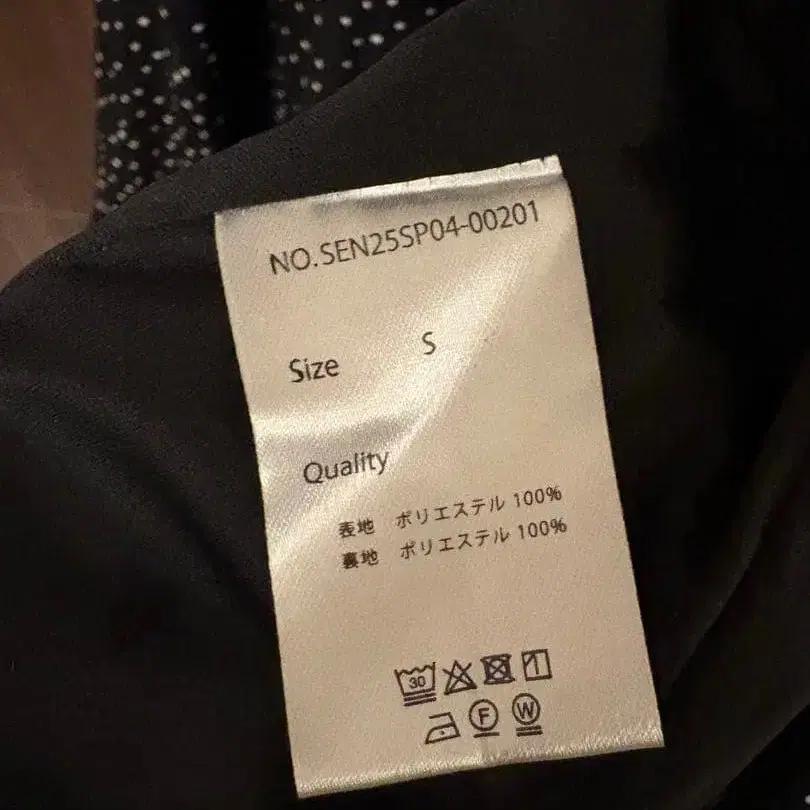 NO.SEN25SP04-00201
Size S
Quality
表地 ポリエステル 100%
裏地 ポリエステル 100%
30
F W